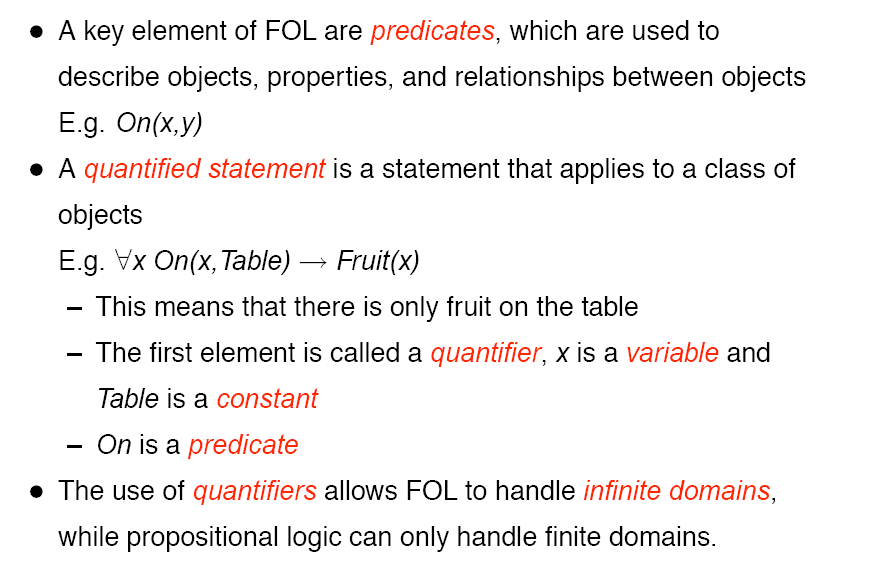 ● A key element of FOL are predicates, which are used to
describe objects, properties, and relationships between objects
E.g. On(x,y)
● A quantified statement is a statement that applies to a class of
objects
E.g. ∀x On(x,Table) → Fruit(x)
– This means that there is only fruit on the table
– The first element is called a quantifier, x is a variable and
Table is a constant
– On is a predicate
● The use of quantifiers allows FOL to handle infinite domains,
while propositional logic can only handle finite domains.